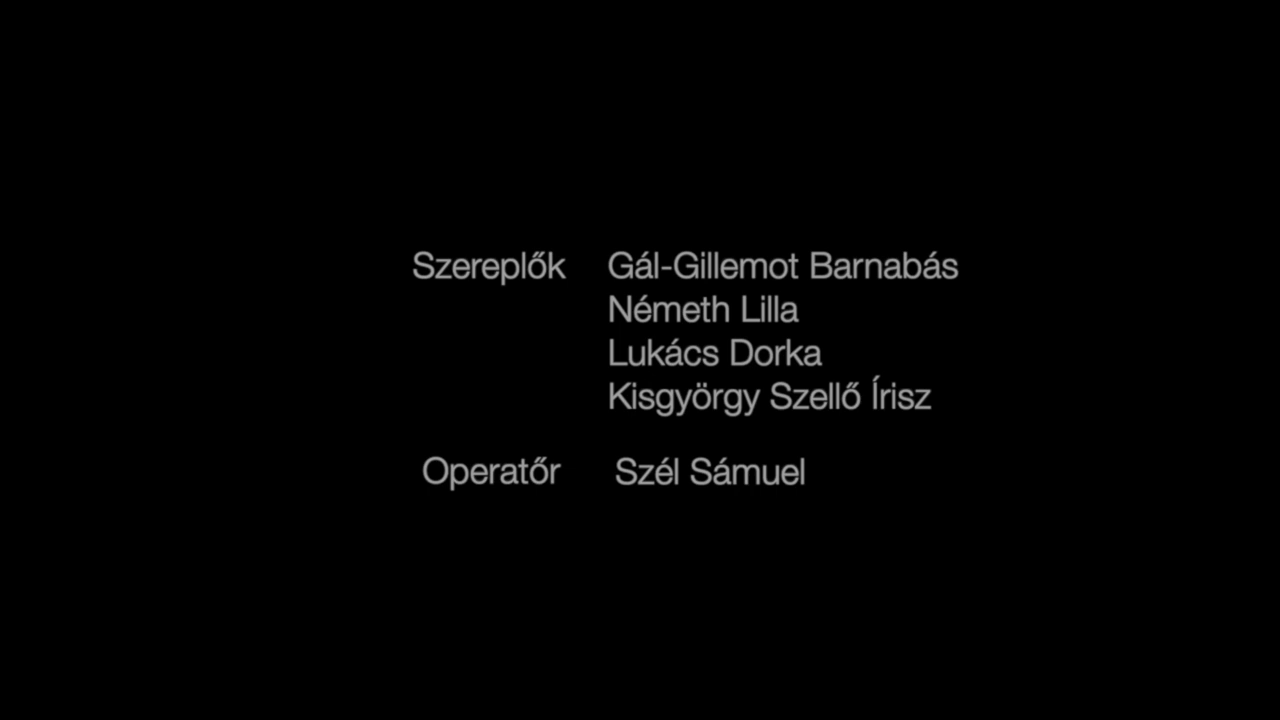 Szereplők Gál-Gillemot Barnabás
Németh Lilla
Lukács Dorka
Kisgyörgy Szellő Írisz
Operatőr Szél Sámuel